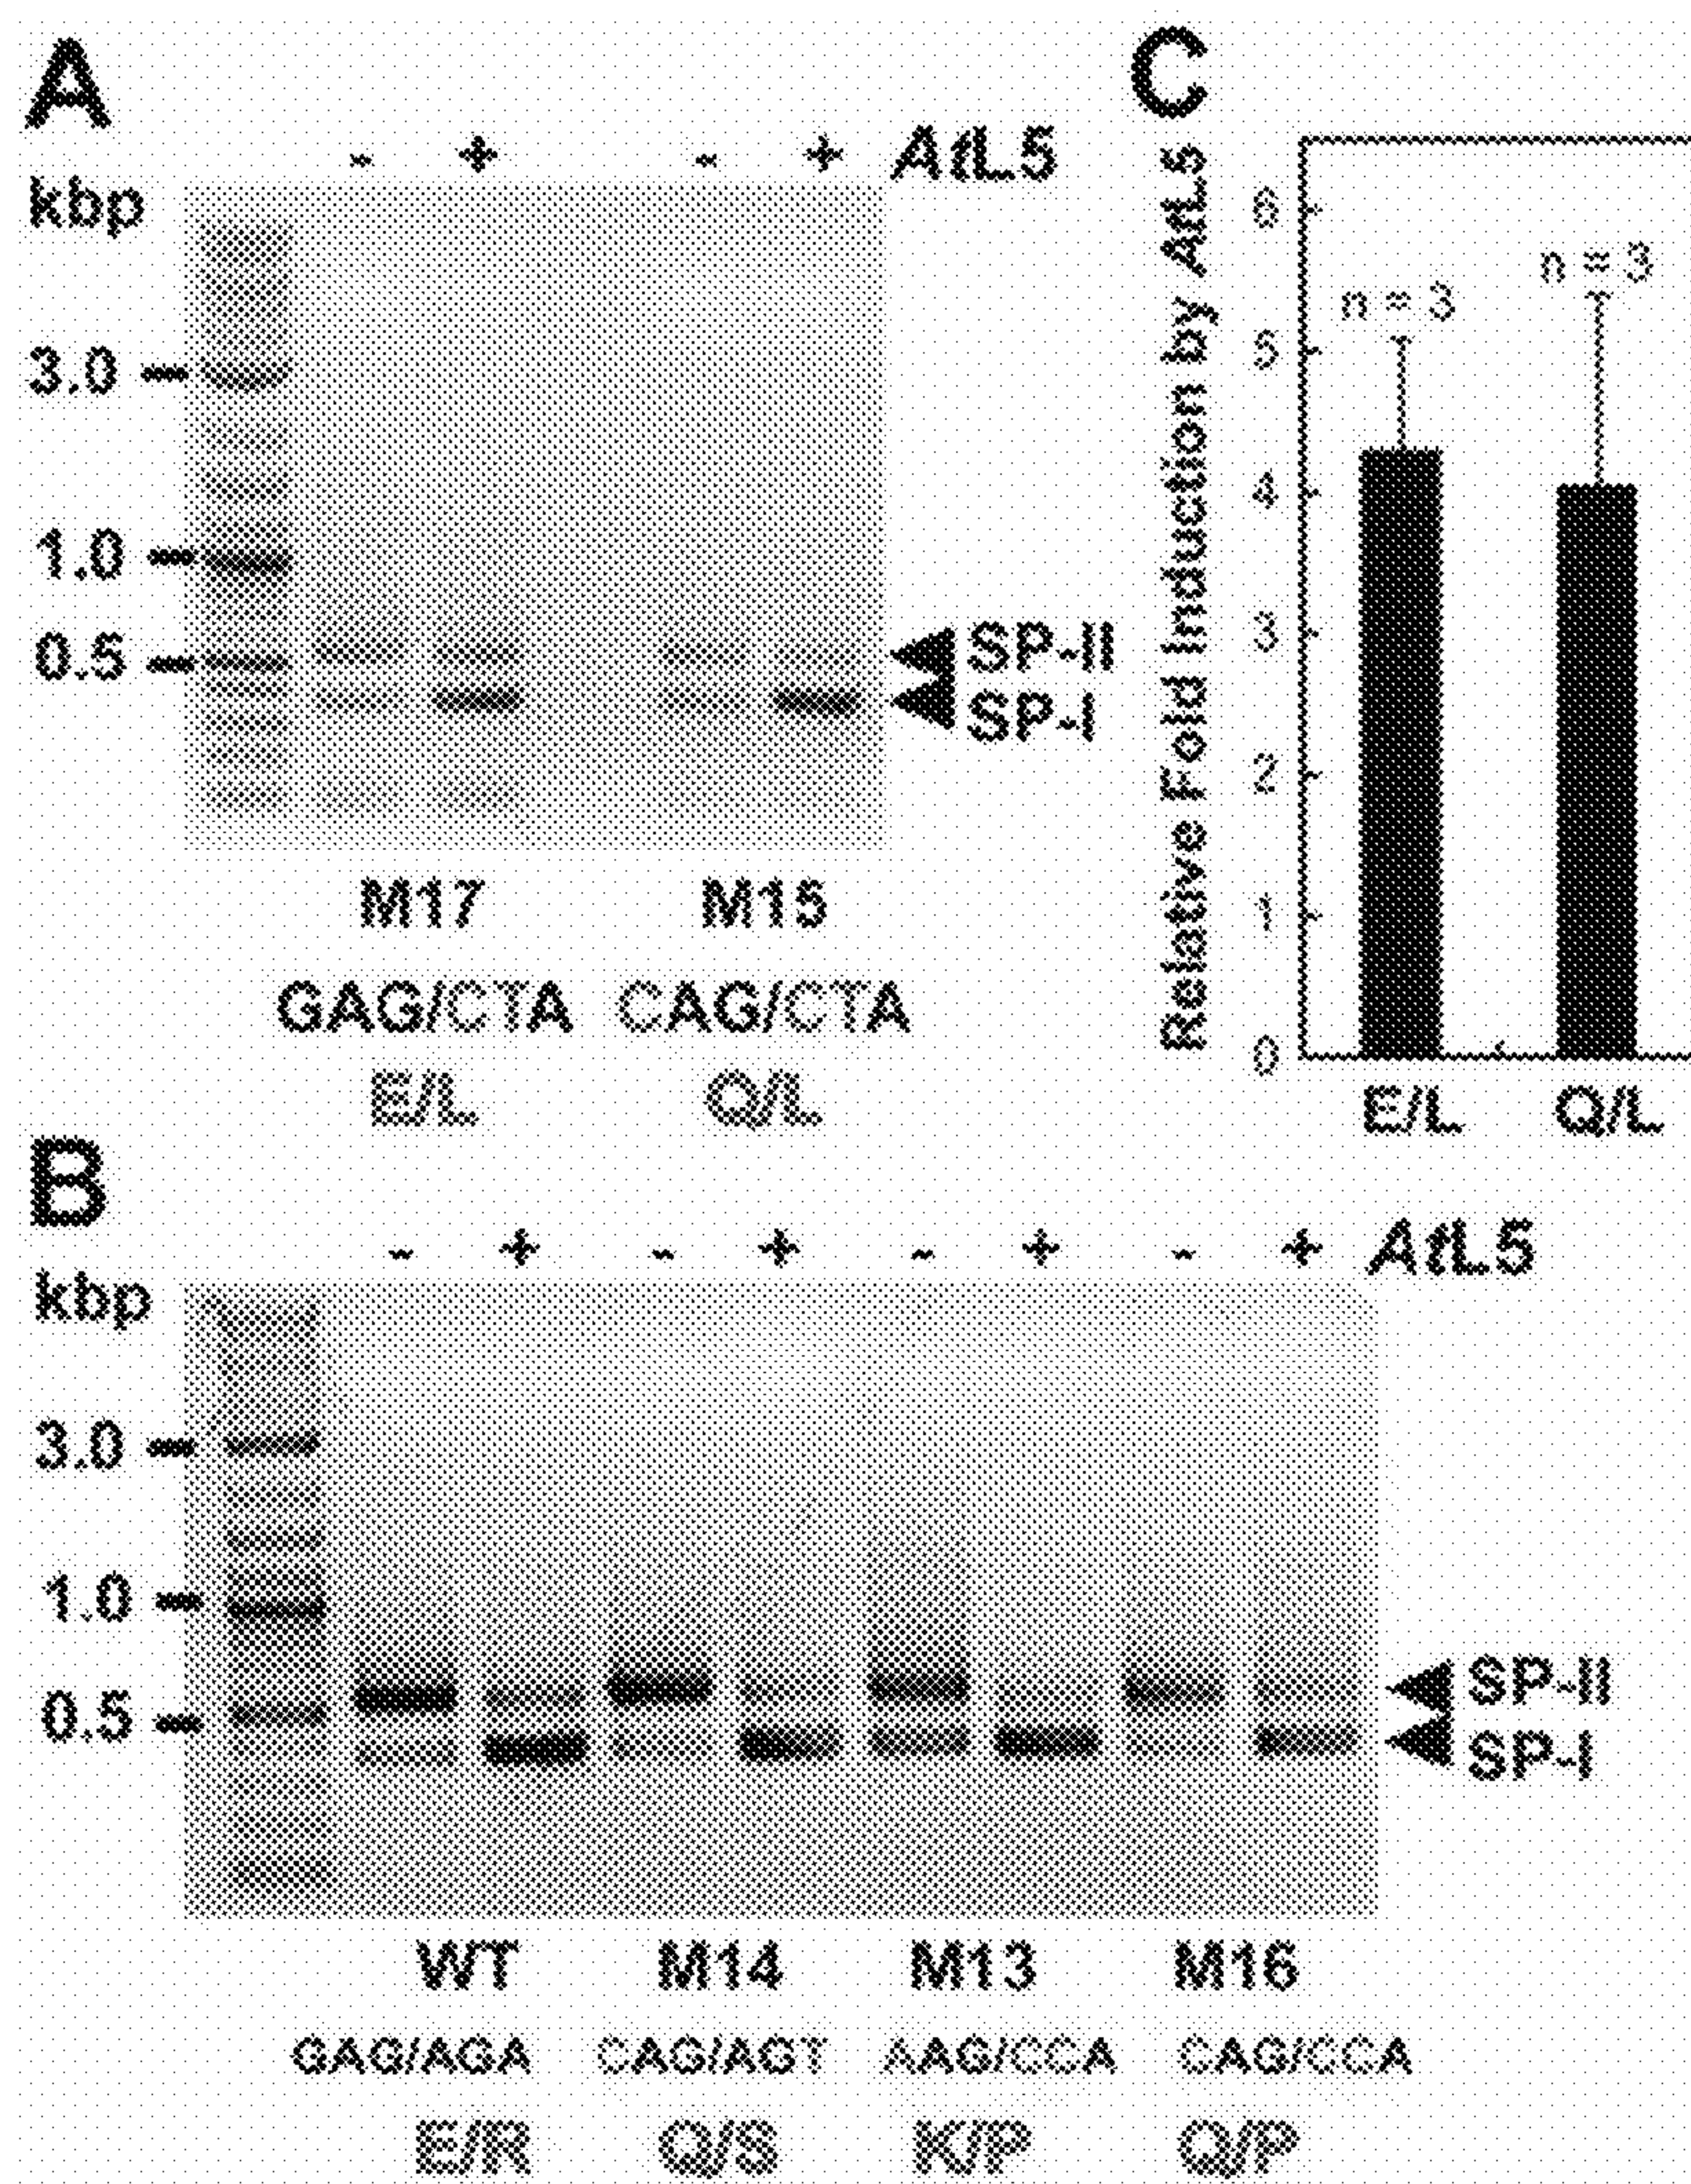 A
- + - + AtL5
kbp
3.0
1.0
0.5
SP-II
SP-I
M17 M15
GAG/CTA CAG/CTA
E/L Q/L
B
- + - + - + - + AtL5
kbp
3.0
1.0
0.5
SP-II
SP-I
WT M14 M13 M16
GAG/AGA CAG/AGT AAG/CCA CAG/CCA
E/R Q/S K/P Q/P
C
Relative Fold Induction by AtL5
6
5
4
3
2
1
0
n = 3
n = 3
E/L Q/L